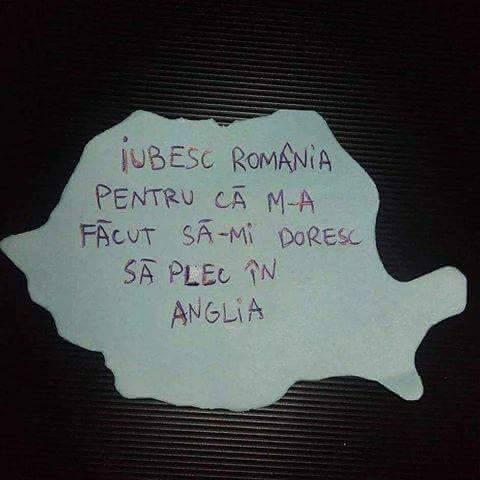 IUBESC ROMÂNIA
PENTRU CĂ M-A
FĂCUT SĂ-MI DORESC
SĂ PLEC ÎN
ANGLIA